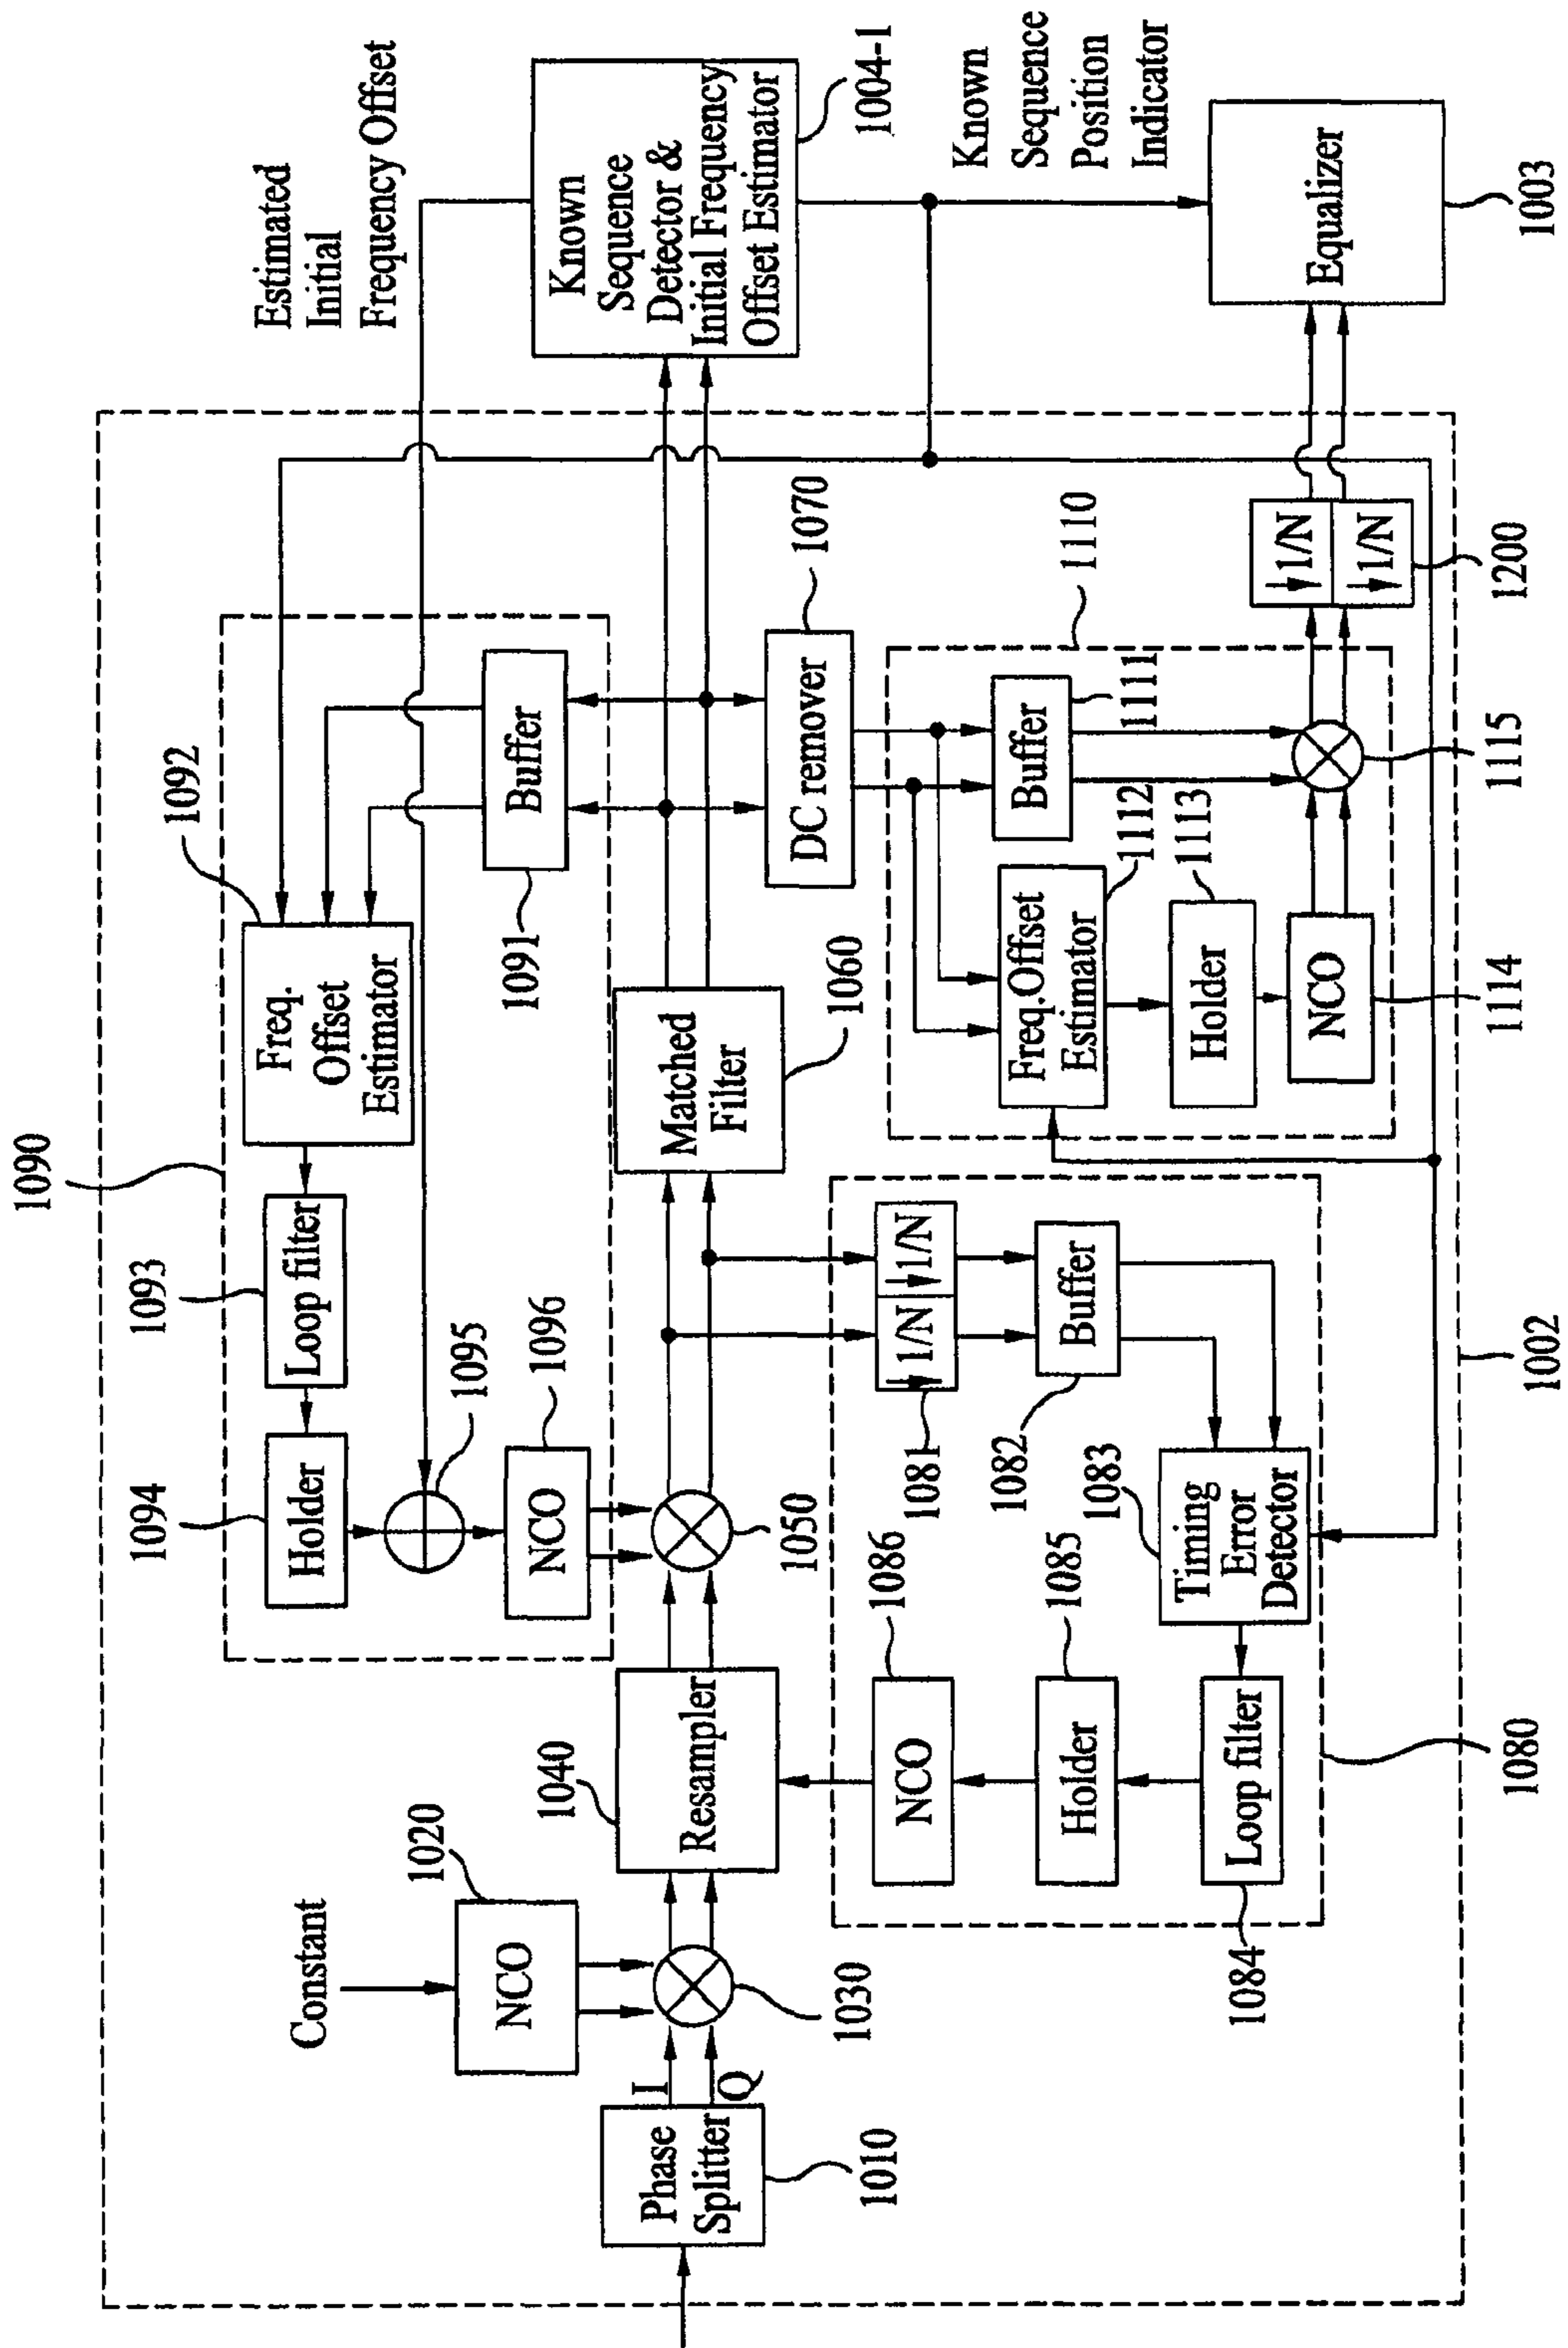 1090
1094
Holder
1093
Loop filter
1092
Freq.
Offset
Estimator
Estimated
Initial
Frequency Offset
1095
1096
NCO
1091
Buffer
Known
Sequence
Detector &
Initial Frequency
Offset Estimator
1004-1
Constant
1020
NCO
1040
I
Q
Phase
Splitter
1010
1030
Resampler
1050
Matched
Filter
1060
1070
DC remover
Known
Sequence
Position
Indicator
1086
NCO
1085
Holder
1084
Loop filter
1081
1/N
1/N
1082
Buffer
1083
Timing
Error
Detector
1080
1110
Buffer
1111
Freq.Offset
Estimator
1112
1113
Holder
NCO
1114
1115
1/N
1/N
1200
Equalizer
1003
1002